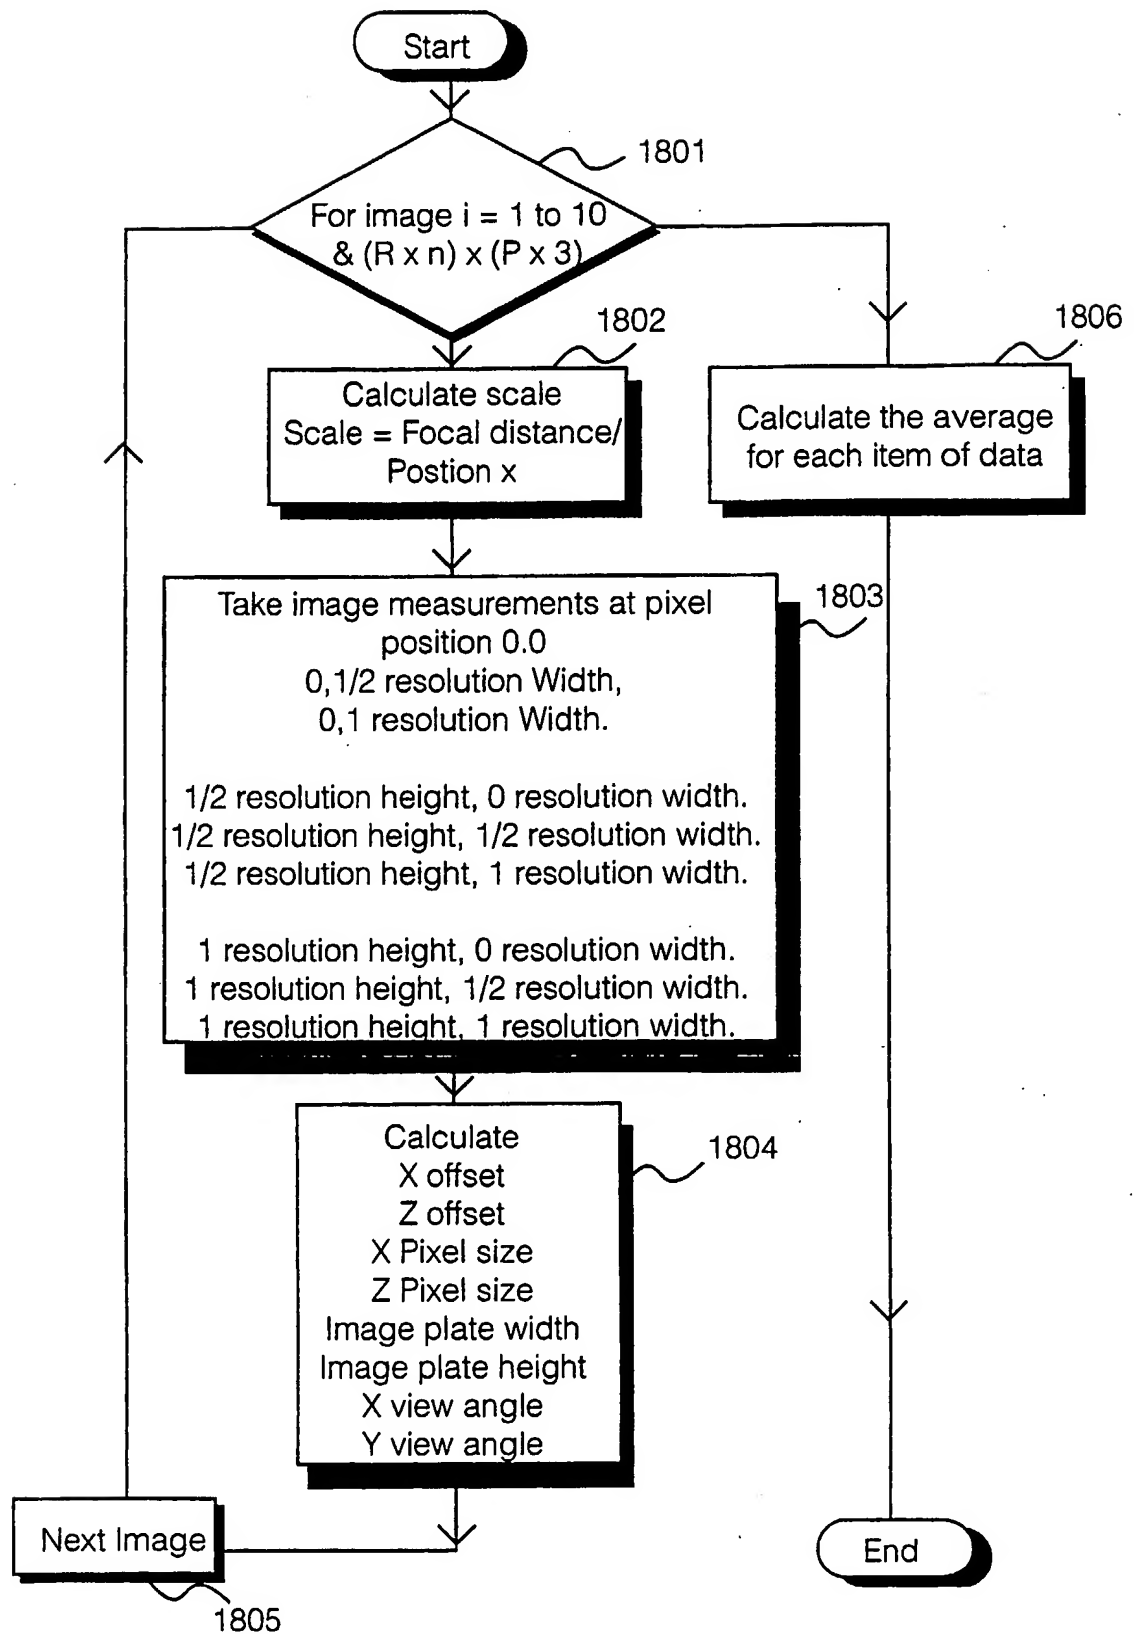 Start
1801
For image i = 1 to 10
& (R x n) x (P x 3)
1802
Calculate scale
Scale = Focal distance/
Postion x
1806
Calculate the average
for each item of data
1803
Take image measurements at pixel
position 0.0
0,1/2 resolution Width,
0,1 resolution Width.
1/2 resolution height, 0 resolution width.
1/2 resolution height, 1/2 resolution width.
1/2 resolution height, 1 resolution width.
1 resolution height, 0 resolution width.
1 resolution height, 1/2 resolution width.
1 resolution height, 1 resolution width.
1804
Calculate
X offset
Z offset
X Pixel size
Z Pixel size
Image plate width
Image plate height
X view angle
Y view angle
Next Image
1805
End